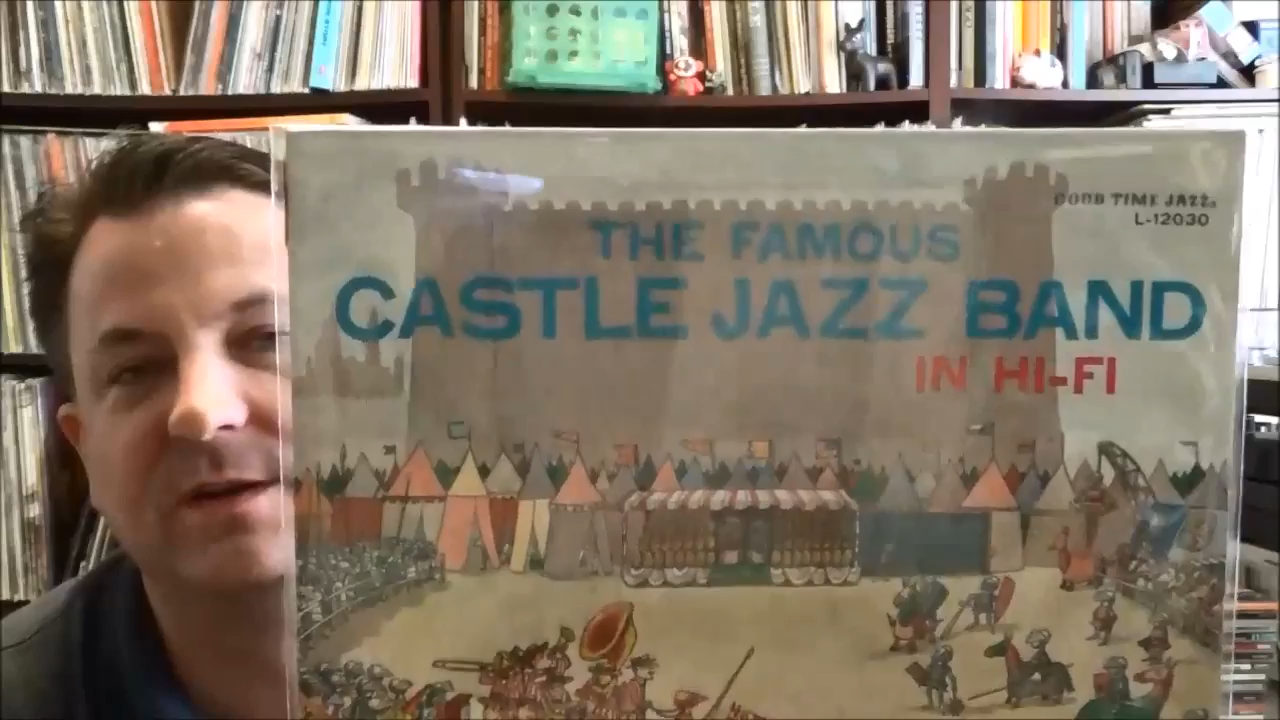 GOOD TIME JAZZ
L-12030
THE FAMOUS
CASTLE JAZZ BAND
IN HI-FI